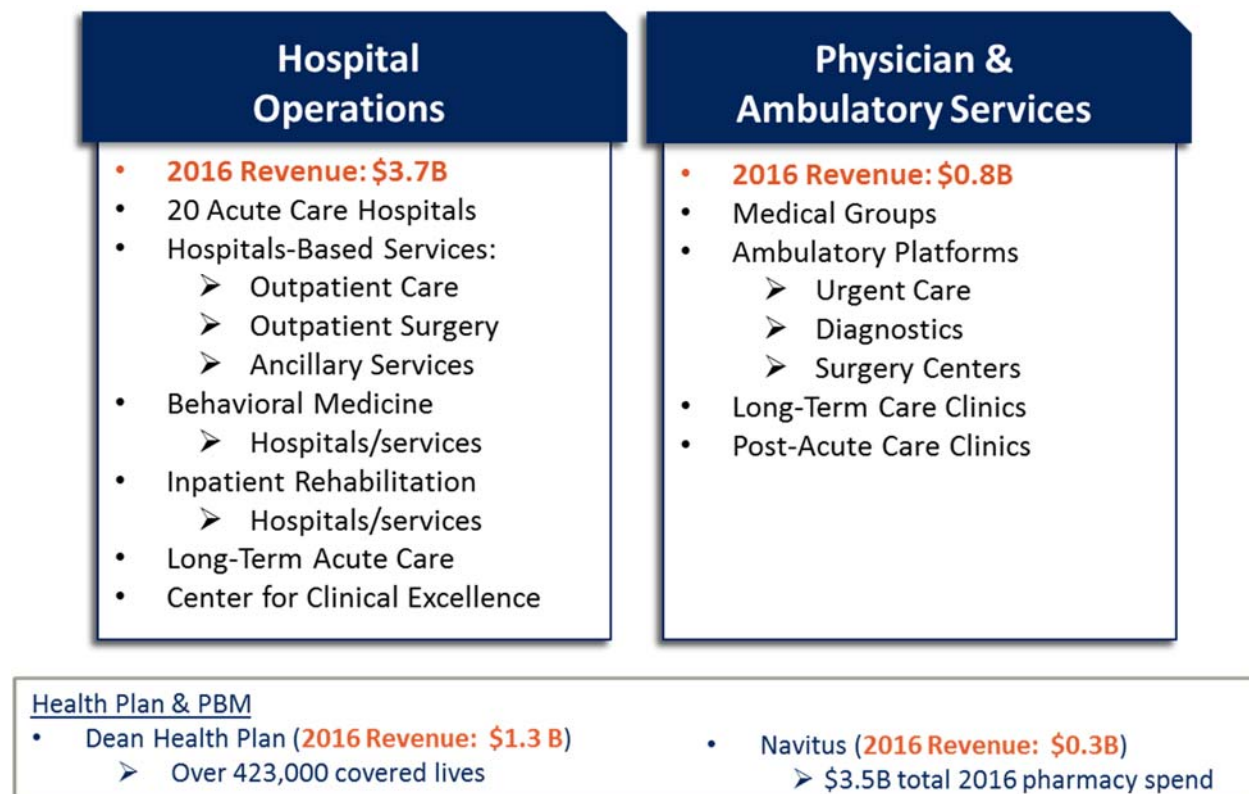 Hospital
Operations
• 2016 Revenue: $3.7B
• 20 Acute Care Hospitals
• Hospitals-Based Services:
➢ Outpatient Care
➢ Outpatient Surgery
➢ Ancillary Services
• Behavioral Medicine
➢ Hospitals/services
• Inpatient Rehabilitation
➢ Hospitals/services
• Long-Term Acute Care
• Center for Clinical Excellence
Physician &
Ambulatory Services
• 2016 Revenue: $0.8B
• Medical Groups
• Ambulatory Platforms
➢ Urgent Care
➢ Diagnostics
➢ Surgery Centers
• Long-Term Care Clinics
• Post-Acute Care Clinics
Health Plan & PBM
• Dean Health Plan (2016 Revenue: $1.3 B)
➢ Over 423,000 covered lives
• Navitus (2016 Revenue: $0.3B)
➢ $3.5B total 2016 pharmacy spend